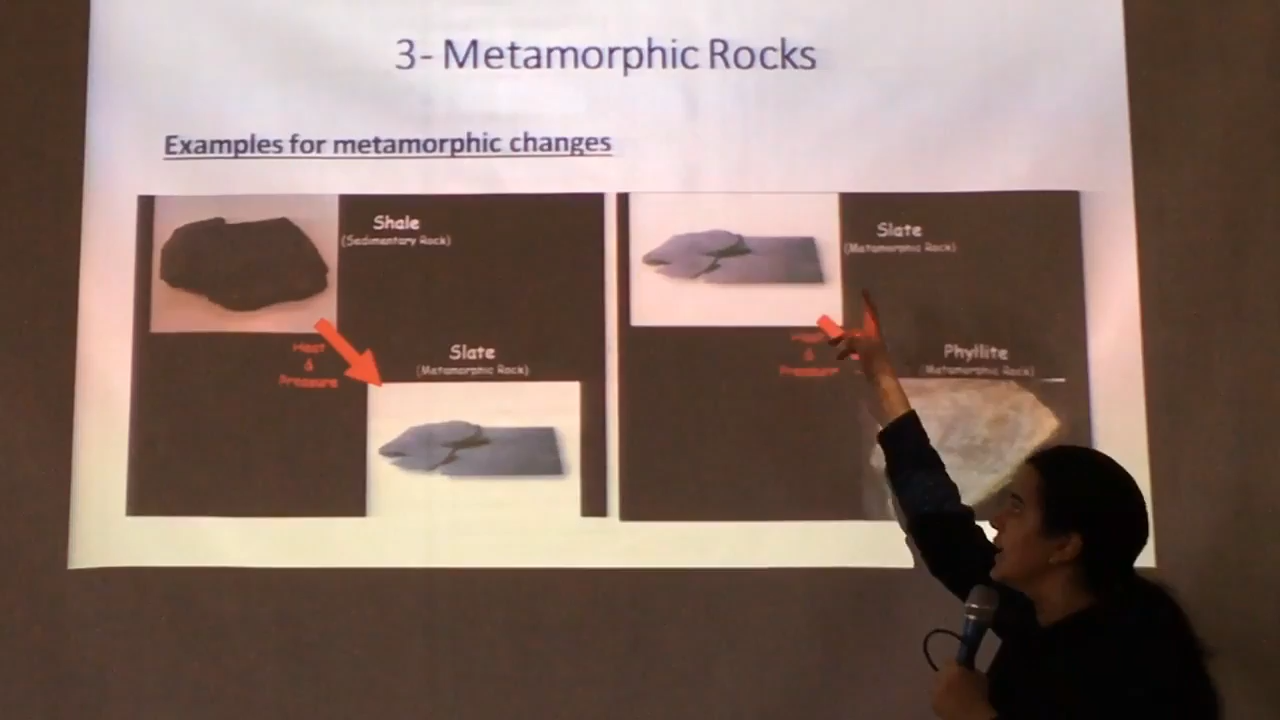 3- Metamorphic Rocks
Examples for metamorphic changes
Shale
(Sedimentary Rock)
Heat
&
Pressure
Slate
(Metamorphic Rock)
Slate
(Metamorphic Rock)
Heat
&
Pressure
Phyllite
(Metamorphic Rock)